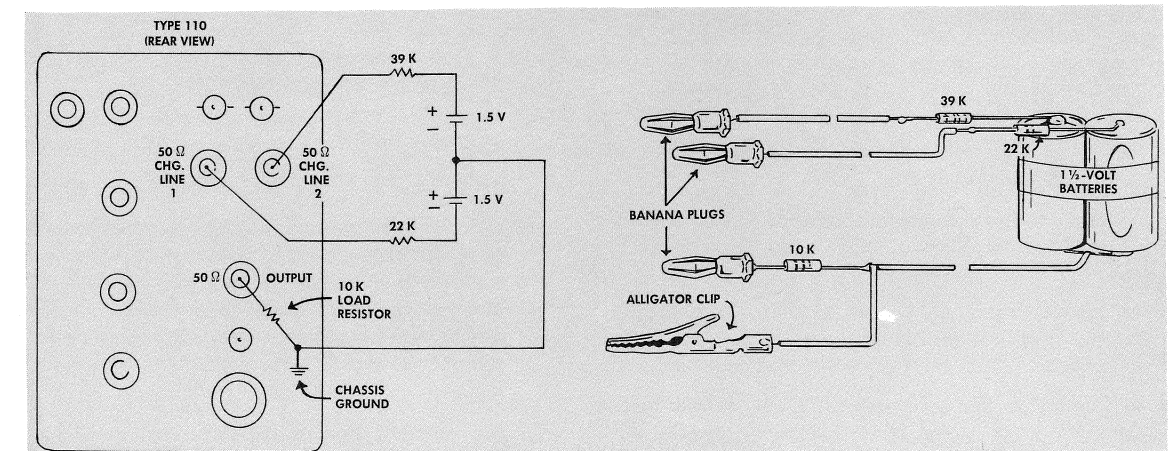 TYPE 110
(REAR VIEW)
39 K
+
−
1.5 V
50 Ω
CHG.
LINE
1
50 Ω
CHG.
LINE
2
+
−
1.5 V
22 K
50 Ω
OUTPUT
10 K
LOAD
RESISTOR
CHASSIS
GROUND
39 K
22 K
1½-VOLT
BATTERIES
BANANA PLUGS
10 K
ALLIGATOR CLIP